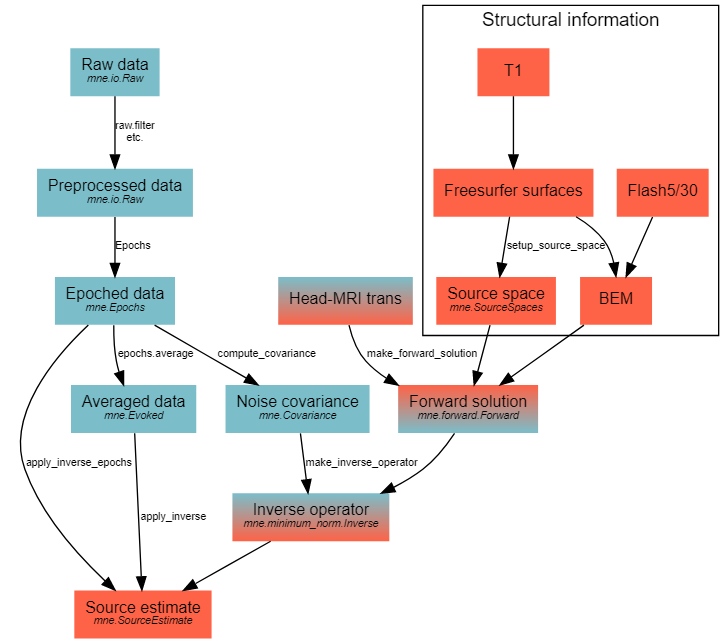 Structural information
Raw data
mne.io.Raw
T1
raw.filter
etc.
Preprocessed data
mne.io.Raw
Freesurfer surfaces
Flash5/30
Epochs
setup_source_space
Epoched data
mne.Epochs
Head-MRI trans
Source space
mne.SourceSpaces
BEM
epochs.average
compute_covariance
make_forward_solution
Averaged data
mne.Evoked
Noise covariance
mne.Covariance
Forward solution
mne.forward.Forward
apply_inverse_epochs
make_inverse_operator
Inverse operator
mne.minimum_norm.Inverse
apply_inverse
Source estimate
mne.SourceEstimate